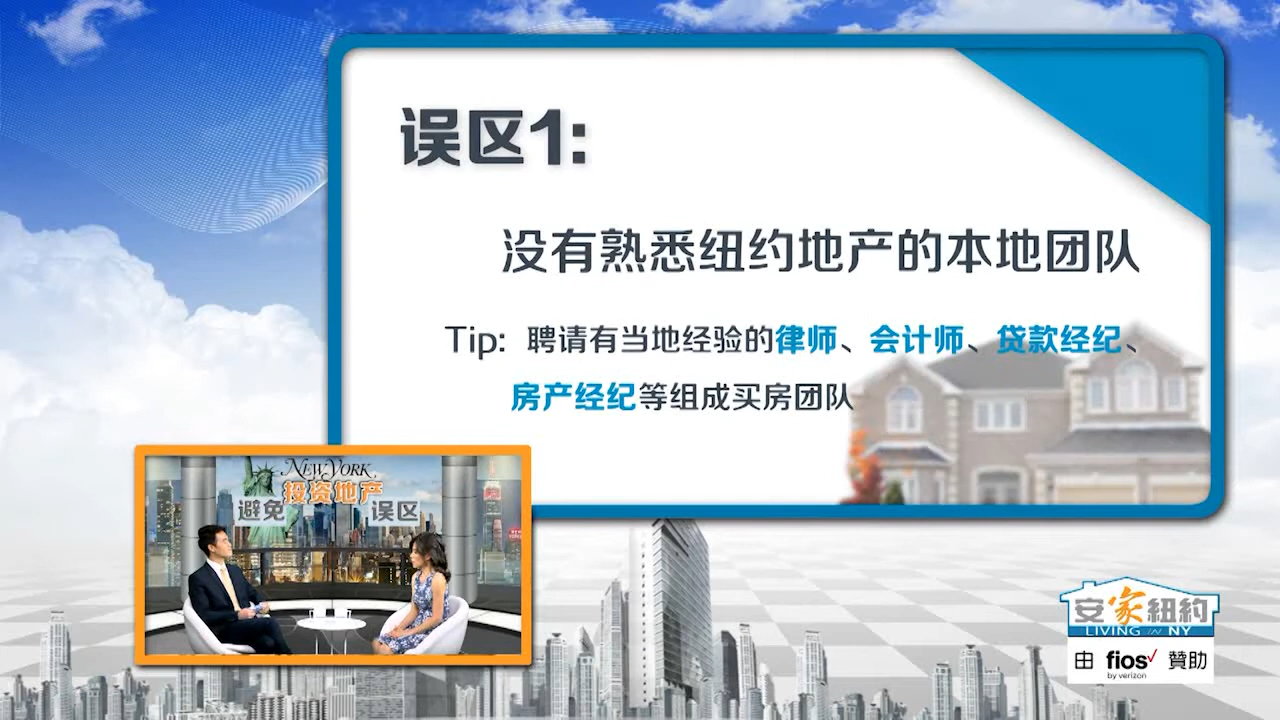 误区1:
没有熟悉纽约地产的本地团队
Tip: 聘请有当地经验的律师、会计师、贷款经纪、
房产经纪等组成买房团队
NEW YORK
投资地产
避免 误区
安家紐約
LIVING IN NY
由 fios 贊助
by verizon